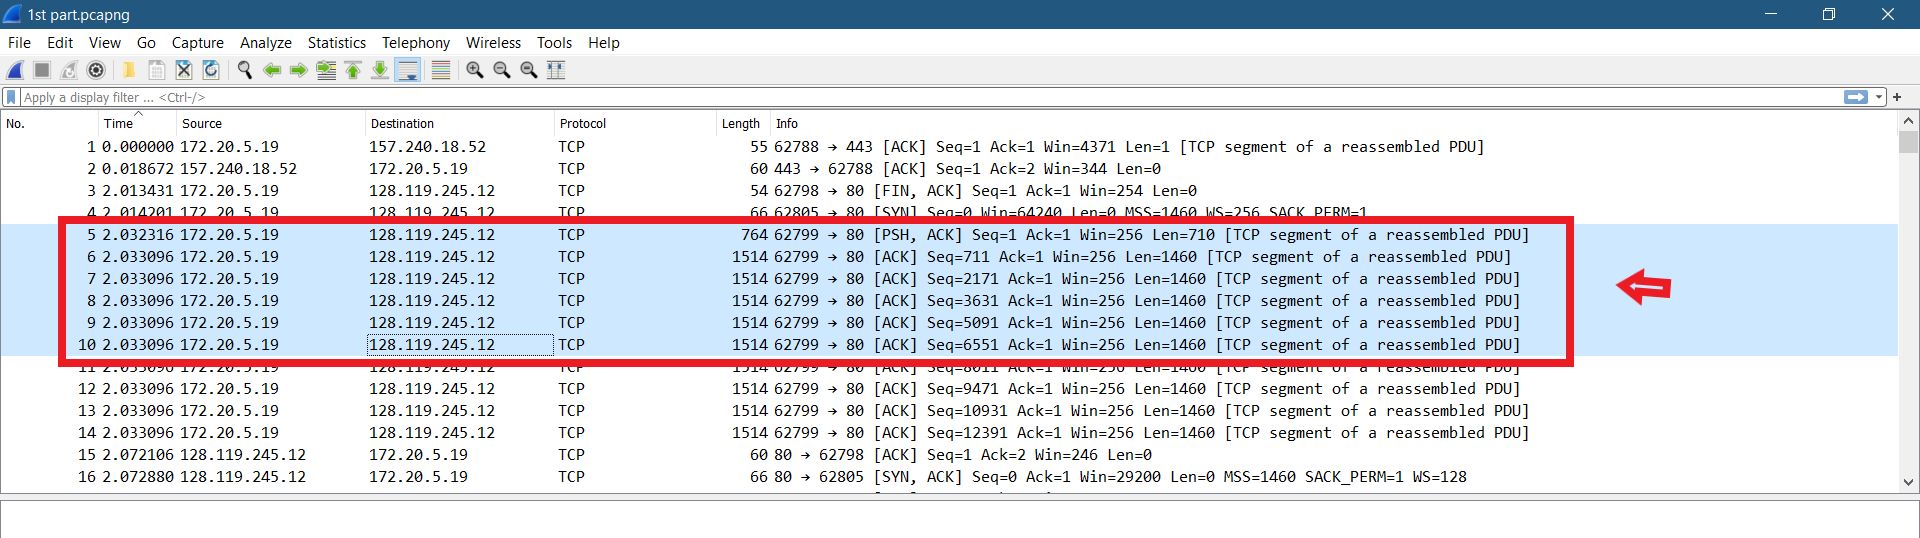 1st part.pcapng
File Edit View Go Capture Analyze Statistics Telephony Wireless Tools Help
Apply a display filter ... <Ctrl-/>
No. Time Source Destination Protocol Length Info
1 0.000000 172.20.5.19 157.240.18.52 TCP 55 62788 → 443 [ACK] Seq=1 Ack=1 Win=4371 Len=1 [TCP segment of a reassembled PDU]
2 0.018672 157.240.18.52 172.20.5.19 TCP 60 443 → 62788 [ACK] Seq=1 Ack=2 Win=344 Len=0
3 2.013431 172.20.5.19 128.119.245.12 TCP 54 62798 → 80 [FIN, ACK] Seq=1 Ack=1 Win=254 Len=0
4 2.014201 172.20.5.19 128.119.245.12 TCP 66 62805 → 80 [SYN] Seq=0 Win=64240 Len=0 MSS=1460 WS=256 SACK_PERM=1
5 2.032316 172.20.5.19 128.119.245.12 TCP 764 62799 → 80 [PSH, ACK] Seq=1 Ack=1 Win=256 Len=710 [TCP segment of a reassembled PDU]
6 2.033096 172.20.5.19 128.119.245.12 TCP 1514 62799 → 80 [ACK] Seq=711 Ack=1 Win=256 Len=1460 [TCP segment of a reassembled PDU]
7 2.033096 172.20.5.19 128.119.245.12 TCP 1514 62799 → 80 [ACK] Seq=2171 Ack=1 Win=256 Len=1460 [TCP segment of a reassembled PDU]
8 2.033096 172.20.5.19 128.119.245.12 TCP 1514 62799 → 80 [ACK] Seq=3631 Ack=1 Win=256 Len=1460 [TCP segment of a reassembled PDU]
9 2.033096 172.20.5.19 128.119.245.12 TCP 1514 62799 → 80 [ACK] Seq=5091 Ack=1 Win=256 Len=1460 [TCP segment of a reassembled PDU]
10 2.033096 172.20.5.19 128.119.245.12 TCP 1514 62799 → 80 [ACK] Seq=6551 Ack=1 Win=256 Len=1460 [TCP segment of a reassembled PDU]
11 2.033096 172.20.5.19 128.119.245.12 TCP 1514 62799 → 80 [ACK] Seq=8011 Ack=1 Win=256 Len=1460 [TCP segment of a reassembled PDU]
12 2.033096 172.20.5.19 128.119.245.12 TCP 1514 62799 → 80 [ACK] Seq=9471 Ack=1 Win=256 Len=1460 [TCP segment of a reassembled PDU]
13 2.033096 172.20.5.19 128.119.245.12 TCP 1514 62799 → 80 [ACK] Seq=10931 Ack=1 Win=256 Len=1460 [TCP segment of a reassembled PDU]
14 2.033096 172.20.5.19 128.119.245.12 TCP 1514 62799 → 80 [ACK] Seq=12391 Ack=1 Win=256 Len=1460 [TCP segment of a reassembled PDU]
15 2.072106 128.119.245.12 172.20.5.19 TCP 60 80 → 62798 [ACK] Seq=1 Ack=2 Win=246 Len=0
16 2.072880 128.119.245.12 172.20.5.19 TCP 66 80 → 62805 [SYN, ACK] Seq=0 Ack=1 Win=29200 Len=0 MSS=1460 SACK_PERM=1 WS=128